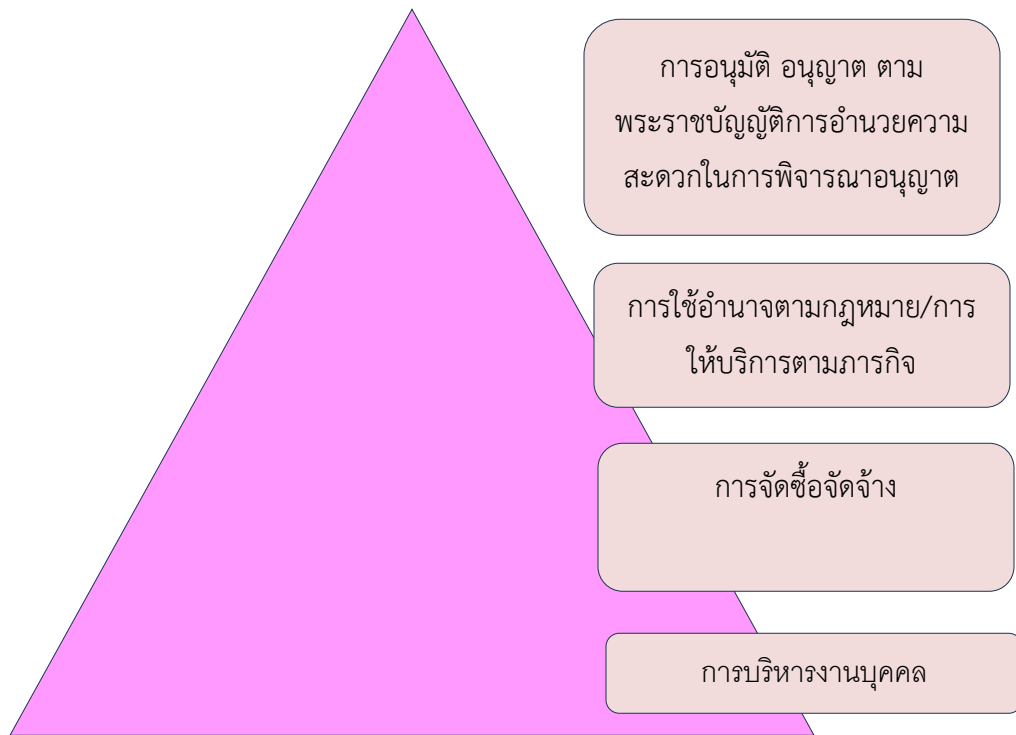 การอนุมัติ อนุญาต ตาม
พระราชบัญญัติการอำนวยความ
สะดวกในการพิจารณาอนุญาต
การใช้อำนาจตามกฎหมาย/การ
ให้บริการตามภารกิจ
การจัดซื้อจัดจ้าง
การบริหารงานบุคคล